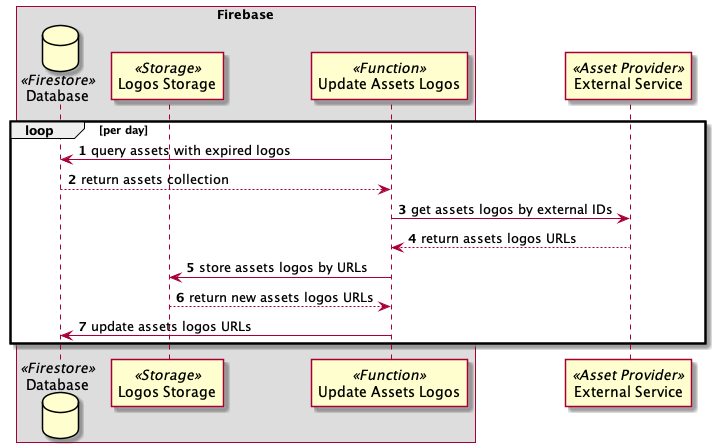 Firebase
«Firestore»
Database
«Storage»
Logos Storage
«Function»
Update Assets Logos
«Asset Provider»
External Service
loop [per day]
1 query assets with expired logos
2 return assets collection
3 get assets logos by external IDs
4 return assets logos URLs
5 store assets logos by URLs
6 return new assets logos URLs
7 update assets logos URLs
«Firestore»
Database
«Storage»
Logos Storage
«Function»
Update Assets Logos
«Asset Provider»
External Service